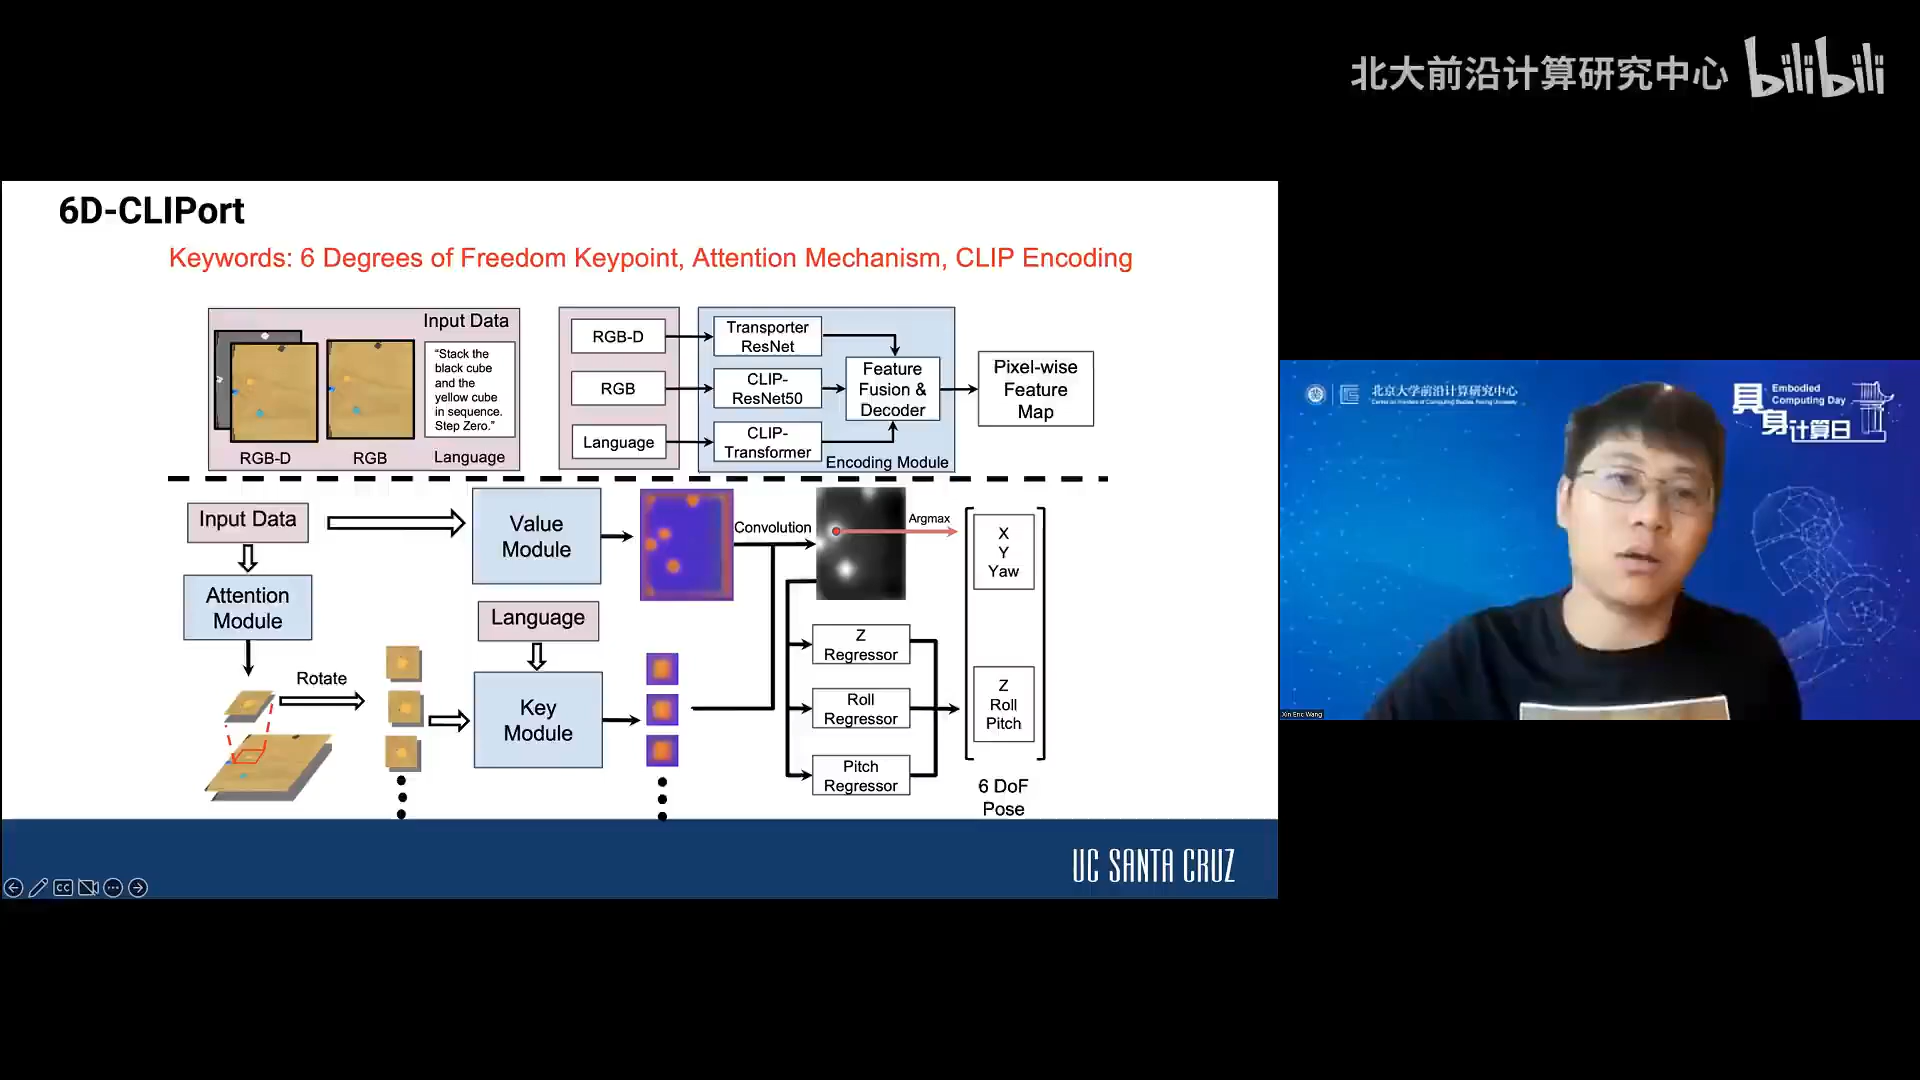 北大前沿计算研究中心 bilibili
6D-CLIPort
Keywords: 6 Degrees of Freedom Keypoint, Attention Mechanism, CLIP Encoding
Input Data
"Stack the
black cube
and the
yellow cube
in sequence.
Step Zero."
RGB-D
RGB
Language
RGB-D
RGB
Language
Transporter
ResNet
CLIP-
ResNet50
CLIP-
Transformer
Feature
Fusion &
Decoder
Encoding Module
Pixel-wise
Feature
Map
Input Data
Attention
Module
Rotate
Value
Module
Language
Key
Module
Convolution
Argmax
Z
Regressor
Roll
Regressor
Pitch
Regressor
X
Y
Yaw
Z
Roll
Pitch
6 DoF
Pose
UC SANTA CRUZ
CC
北京大学前沿计算研究中心
Center on Frontiers of Computing Studies, Peking University
具身计算日
Embodied
Computing Day
Xin Eric Wang